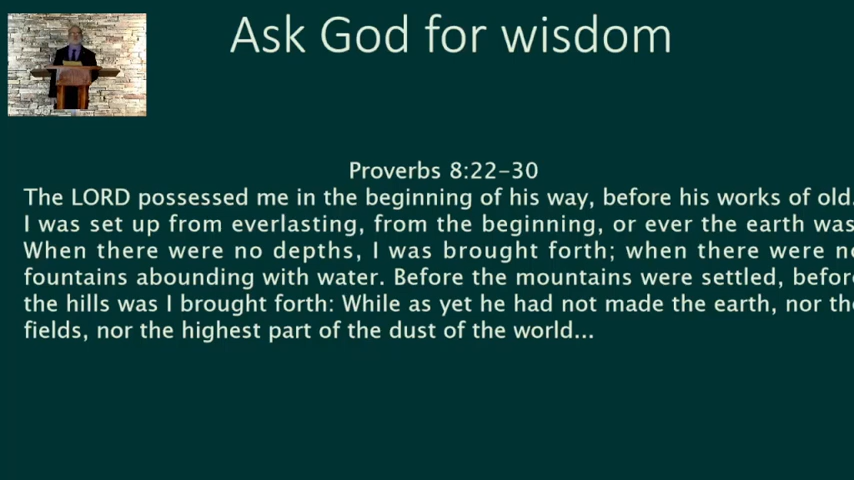 Ask God for wisdom
Proverbs 8:22-30
The LORD possessed me in the beginning of his way, before his works of old.
I was set up from everlasting, from the beginning, or ever the earth was
When there were no depths, I was brought forth; when there were no
fountains abounding with water. Before the mountains were settled, before
the hills was I brought forth: While as yet he had not made the earth, nor the
fields, nor the highest part of the dust of the world...